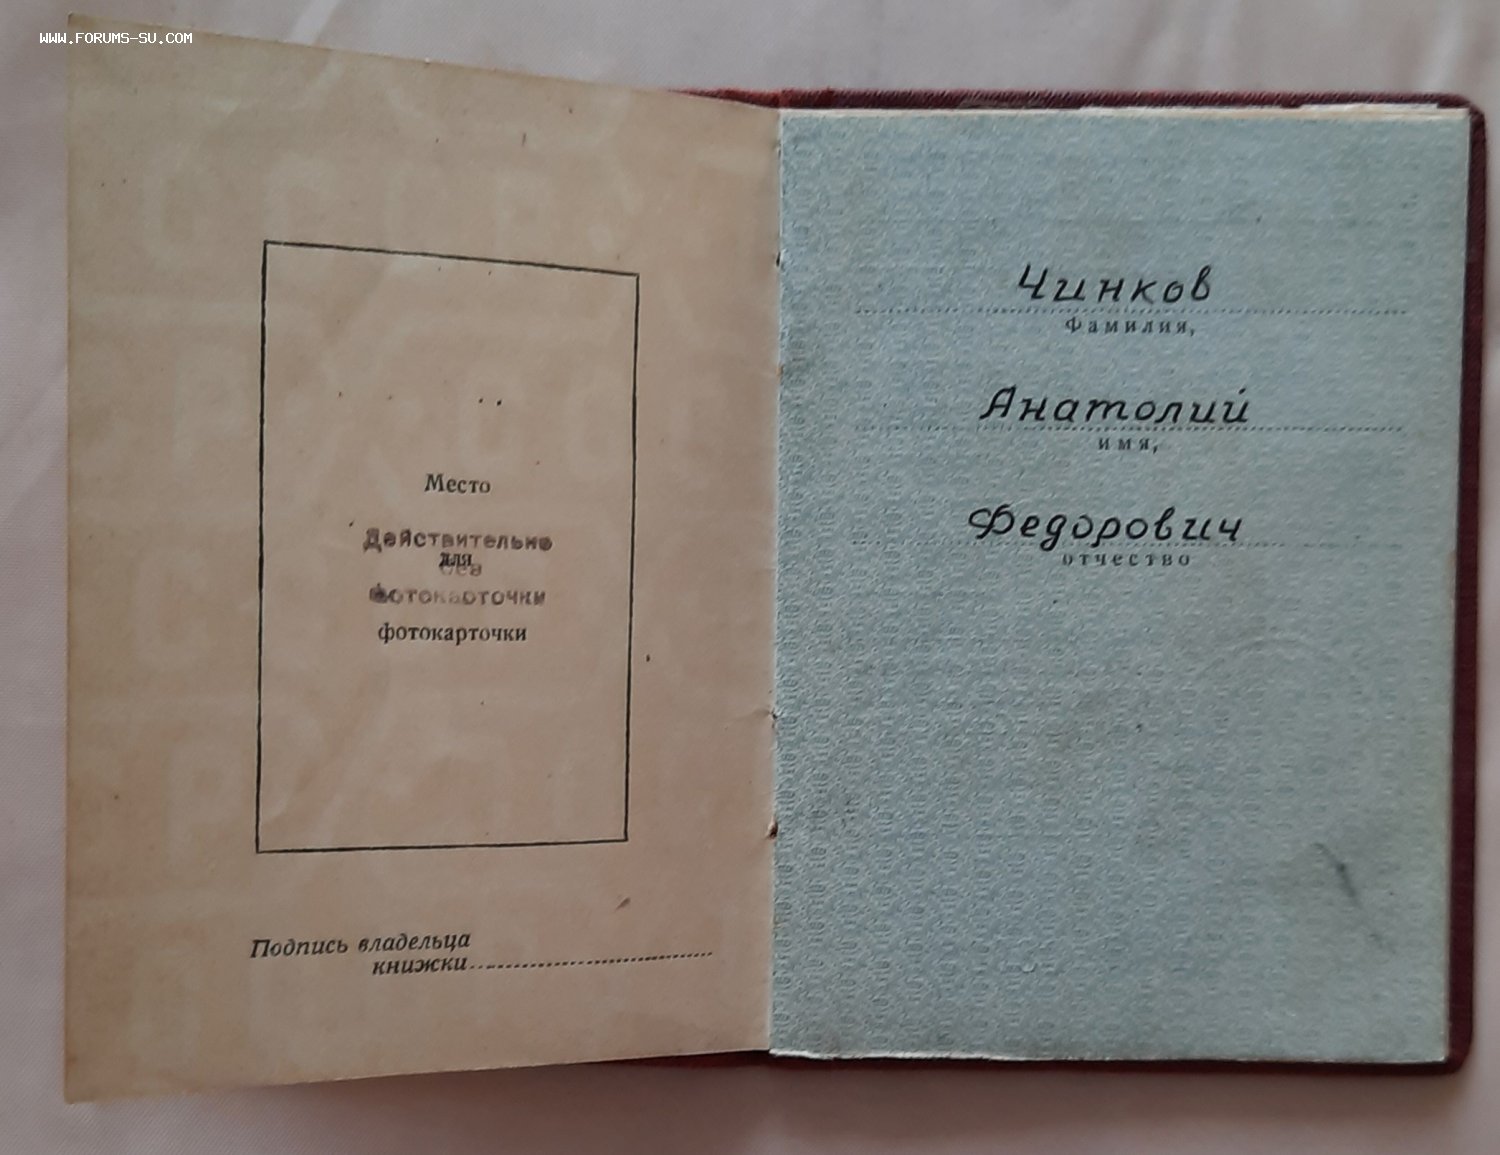 WWW.FORUMS-SU.COM
Место
Действительно
для
без
фотокарточки
фотокарточки
Подпись владельца
книжки
Чинков
Фамилия,
Анатолий
имя,
Федорович
отчество